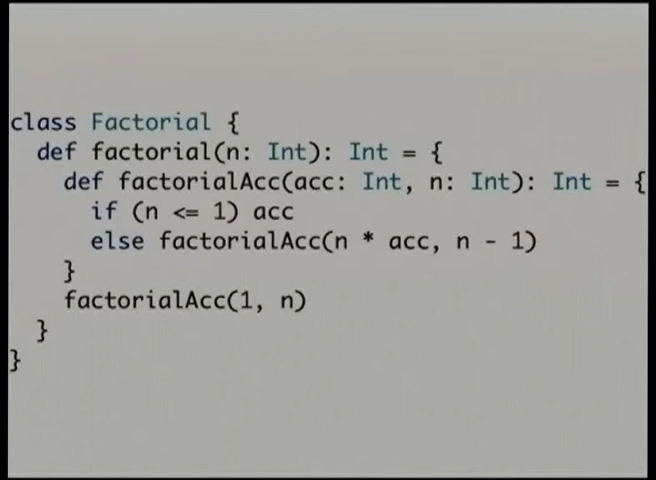 class Factorial {
  def factorial(n: Int): Int = {
    def factorialAcc(acc: Int, n: Int): Int = {
      if (n <= 1) acc
      else factorialAcc(n * acc, n - 1)
    }
    factorialAcc(1, n)
  }
}